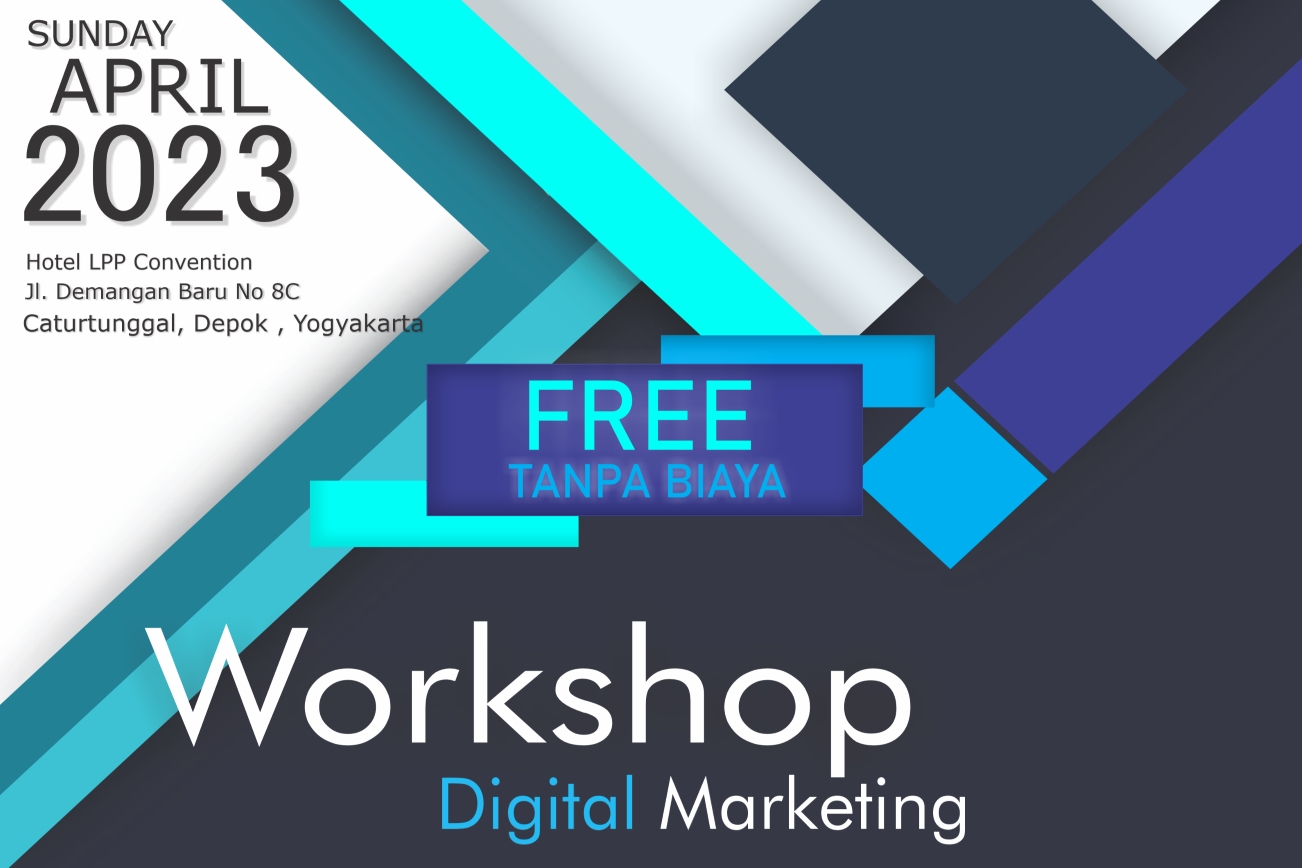 SUNDAY
APRIL
2023
Hotel LPP Convention
Jl. Demangan Baru No 8C
Caturtunggal, Depok , Yogyakarta
FREE
TANPA BIAYA
Workshop
Digital Marketing